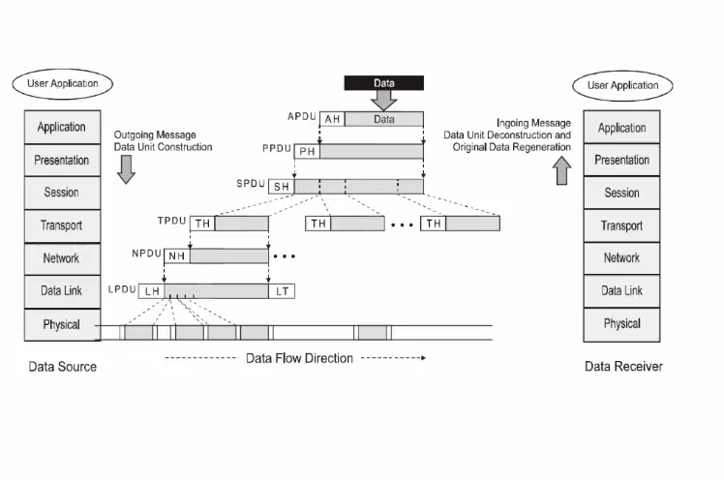 Data
User Application
User Application
APDU
AH
Data
Application
Outgoing Message
Data Unit Construction
Ingoing Message
Data Unit Deconstruction and
Original Data Regeneration
Application
PPDU
PH
Presentation
Presentation
SPDU
SH
Session
Session
TPDU
TH
TH
• • •
TH
Transport
Transport
NPDU
NH
• • •
Network
Network
LPDU
LH
LT
Data Link
Data Link
Physical
Physical
Data Source
Data Flow Direction
Data Receiver